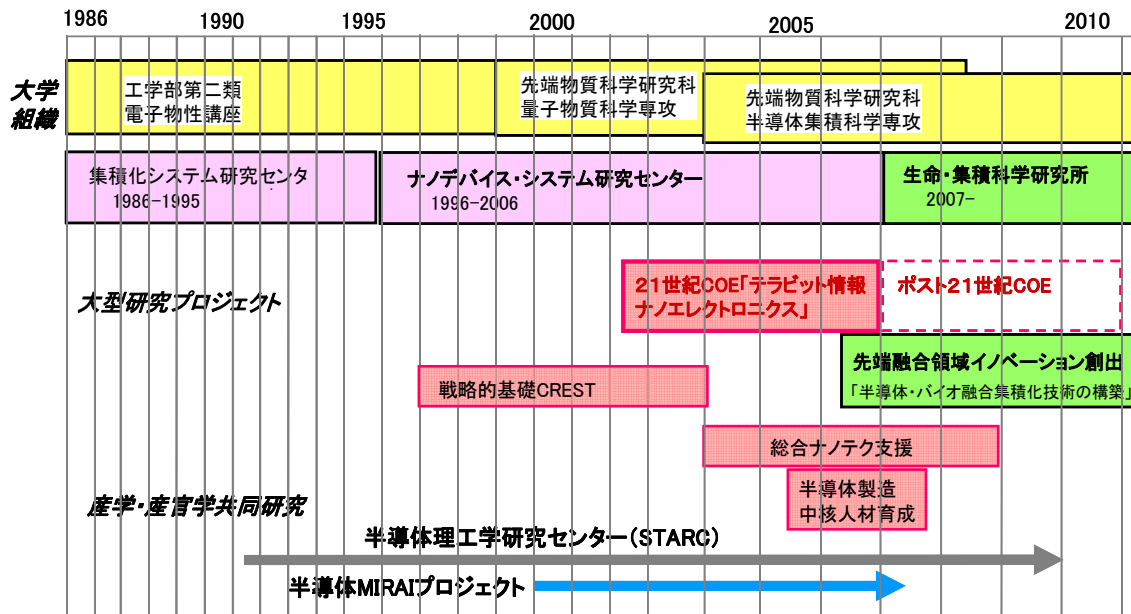 1986 1990 1995 2000 2005 2010
大学
組織
工学部第二類
電子物性講座
先端物質科学研究科
量子物質科学専攻
先端物質科学研究科
半導体集積科学専攻
集積化システム研究センタ
1986-1995
ナノデバイス・システム研究センター
1996-2006
生命・集積科学研究所
2007-
大型研究プロジェクト
21世紀COE「テラビット情報
ナノエレクトロニクス」
ポスト21世紀COE
先端融合領域イノベーション創出
「半導体・バイオ融合集積化技術の構築」
戦略的基礎CREST
総合ナノテク支援
半導体製造
中核人材育成
産学・産官学共同研究
半導体理工学研究センター(STARC)
半導体MIRAIプロジェクト